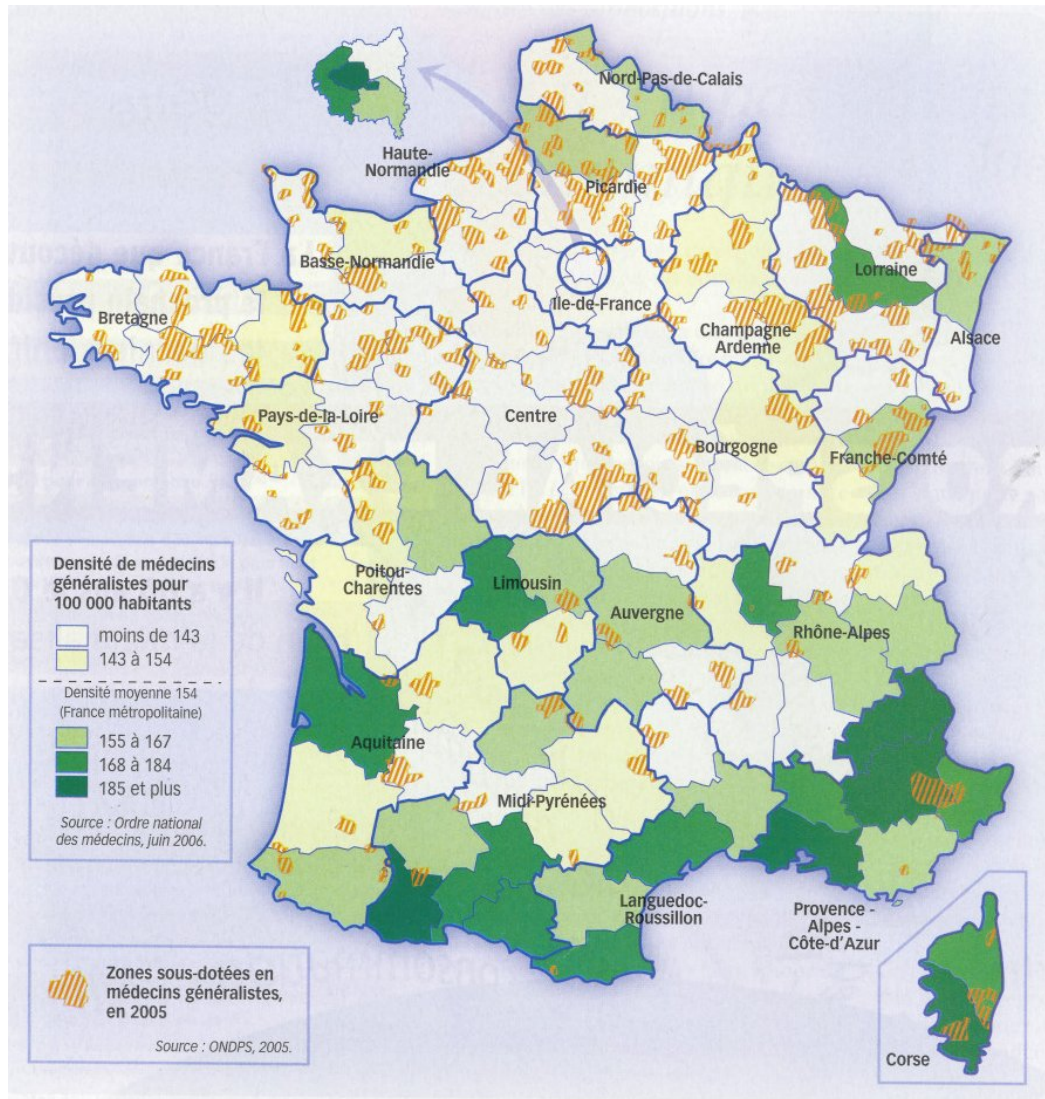 Nord-Pas-de-Calais
Haute-
Normandie
Picardie
Basse-Normandie
Ile-de-France
Lorraine
Bretagne
Champagne-
Ardenne
Alsace
Pays-de-la-Loire
Centre
Bourgogne
Franche-Comté
Densité de médecins
généralistes pour
100 000 habitants
moins de 143
143 à 154
Densité moyenne 154
(France métropolitaine)
155 à 167
168 à 184
185 et plus
Source : Ordre national
des médecins, juin 2006.
Poitou-
Charentes
Limousin
Auvergne
Rhône-Alpes
Aquitaine
Midi-Pyrénées
Languedoc-
Roussillon
Provence -
Alpes -
Côte-d'Azur
Zones sous-dotées en
médecins généralistes,
en 2005
Source : ONDPS, 2005.
Corse